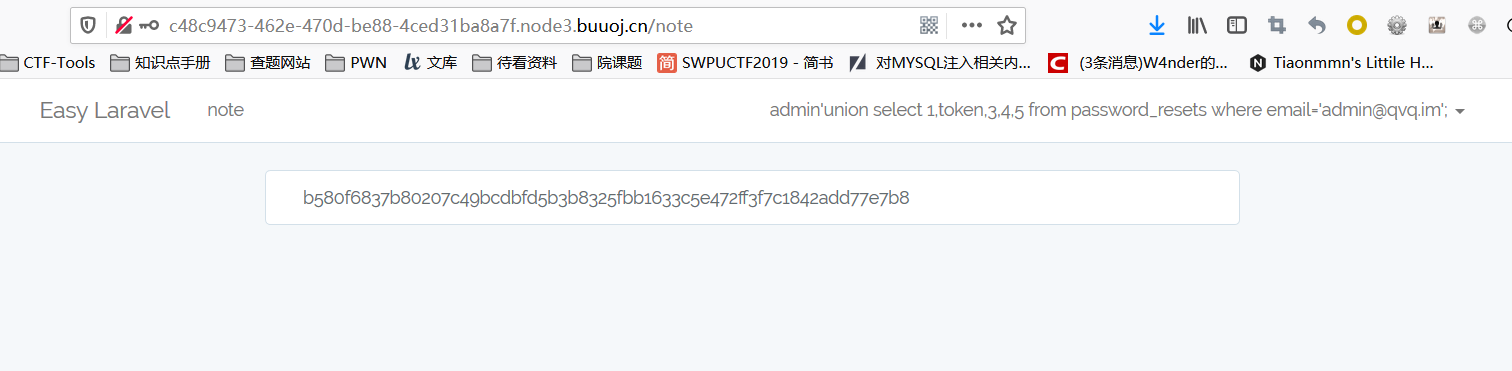 c48c9473-462e-470d-be88-4ced31ba8a7f.node3.buuoj.cn/note
CTF-Tools 知识点手册 查题网站 PWN 文库 待看资料 院课题 简 SWPUCTF2019 - 简书 对MYSQL注入相关内... C (3条消息)W4nder的... N Tiaonmmn's Littile H...
Easy Laravel note admin'union select 1,token,3,4,5 from password_resets where email='admin@qvq.im';
b580f6837b80207c49bcdbfd5b3b8325fbb1633c5e472ff3f7c1842add77e7b8